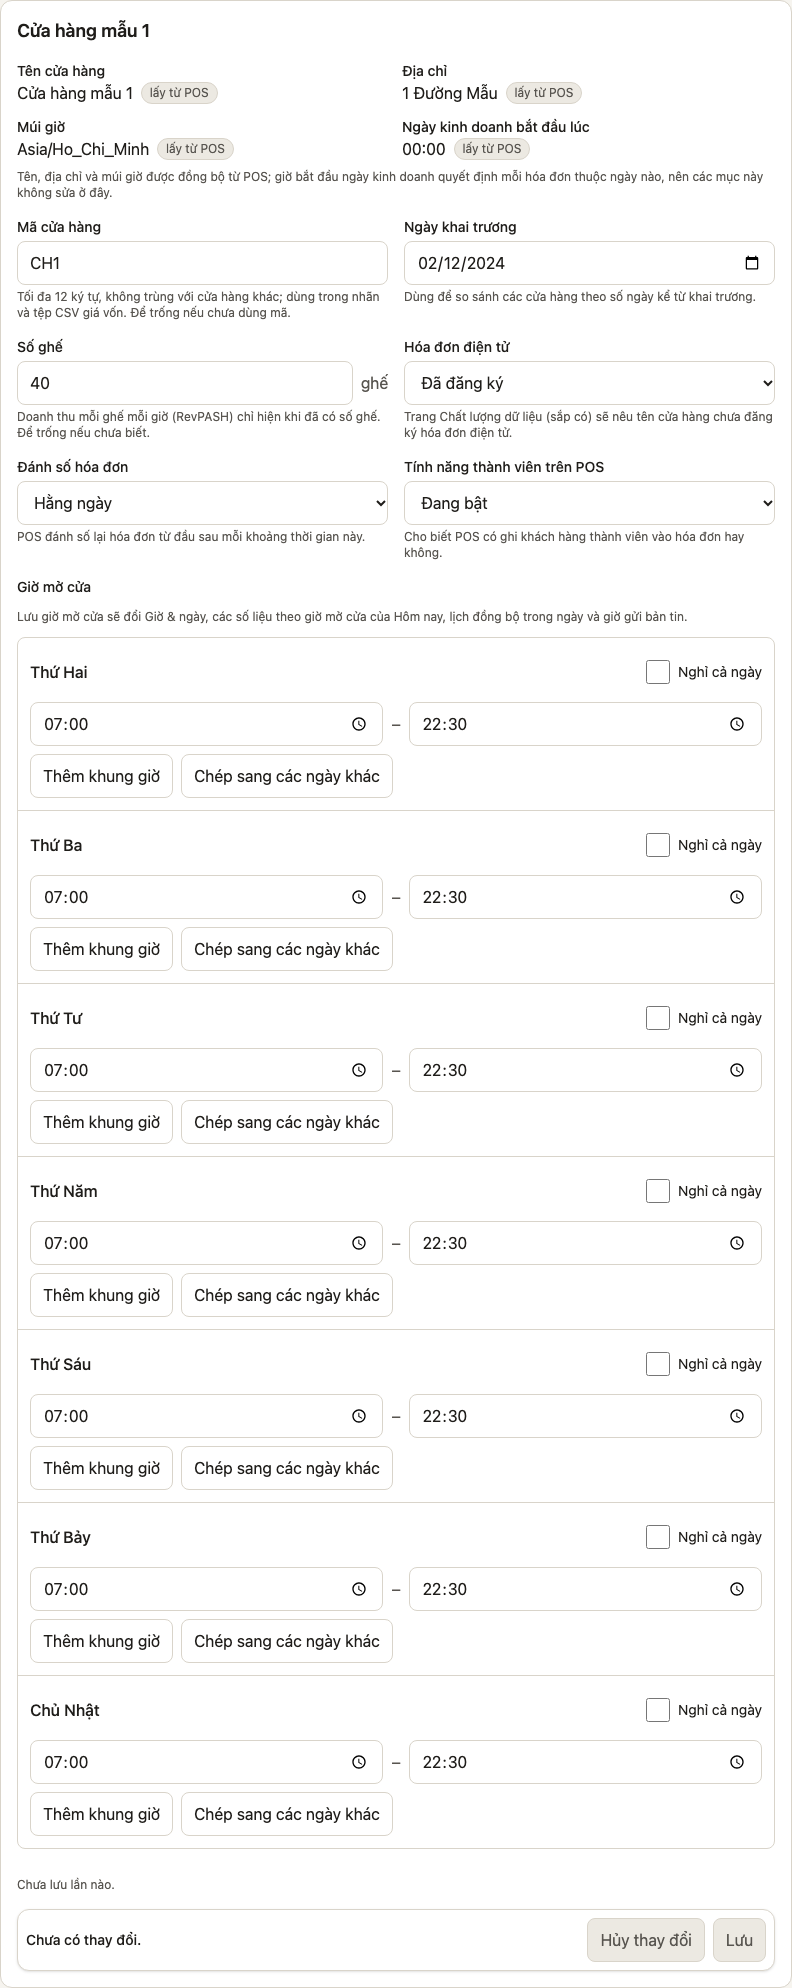 Cửa hàng mẫu 1
Tên cửa hàng
Cửa hàng mẫu 1 lấy từ POS
Địa chỉ
1 Đường Mẫu lấy từ POS
Múi giờ
Asia/Ho_Chi_Minh lấy từ POS
Ngày kinh doanh bắt đầu lúc
00:00 lấy từ POS
Tên, địa chỉ và múi giờ được đồng bộ từ POS; giờ bắt đầu ngày kinh doanh quyết định mỗi hóa đơn thuộc ngày nào, nên các mục này
không sửa ở đây.
Mã cửa hàng
CH1
Tối đa 12 ký tự, không trùng với cửa hàng khác; dùng trong nhãn
và tệp CSV giá vốn. Để trống nếu chưa dùng mã.
Ngày khai trương
02/12/2024
Dùng để so sánh các cửa hàng theo số ngày kể từ khai trương.
Số ghế
40 ghế
Doanh thu mỗi ghế mỗi giờ (RevPASH) chỉ hiện khi đã có số ghế.
Để trống nếu chưa biết.
Hóa đơn điện tử
Đã đăng ký
Trang Chất lượng dữ liệu (sắp có) sẽ nêu tên cửa hàng chưa đăng
ký hóa đơn điện tử.
Đánh số hóa đơn
Hằng ngày
POS đánh số lại hóa đơn từ đầu sau mỗi khoảng thời gian này.
Tính năng thành viên trên POS
Đang bật
Cho biết POS có ghi khách hàng thành viên vào hóa đơn hay
không.
Giờ mở cửa
Lưu giờ mở cửa sẽ đổi Giờ & ngày, các số liệu theo giờ mở cửa của Hôm nay, lịch đồng bộ trong ngày và giờ gửi bản tin.
Thứ Hai Nghỉ cả ngày
07:00 – 22:30
Thêm khung giờ Chép sang các ngày khác
Thứ Ba Nghỉ cả ngày
07:00 – 22:30
Thêm khung giờ Chép sang các ngày khác
Thứ Tư Nghỉ cả ngày
07:00 – 22:30
Thêm khung giờ Chép sang các ngày khác
Thứ Năm Nghỉ cả ngày
07:00 – 22:30
Thêm khung giờ Chép sang các ngày khác
Thứ Sáu Nghỉ cả ngày
07:00 – 22:30
Thêm khung giờ Chép sang các ngày khác
Thứ Bảy Nghỉ cả ngày
07:00 – 22:30
Thêm khung giờ Chép sang các ngày khác
Chủ Nhật Nghỉ cả ngày
07:00 – 22:30
Thêm khung giờ Chép sang các ngày khác
Chưa lưu lần nào.
Chưa có thay đổi. Hủy thay đổi Lưu